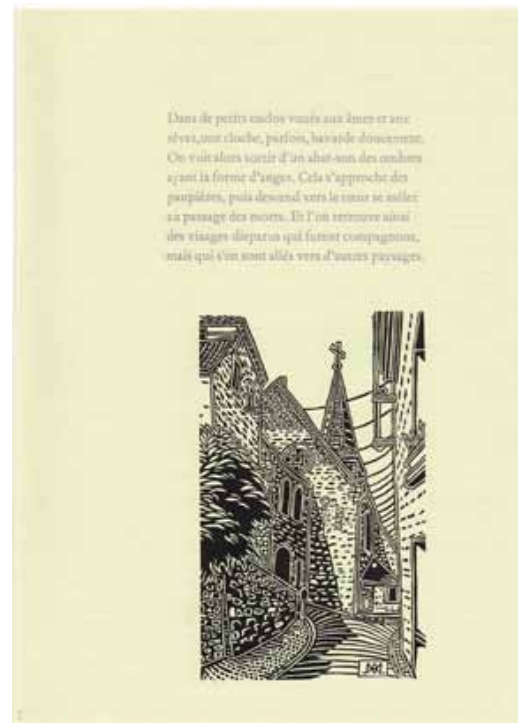 Dans de petits enclos voués aux âmes et aux
rêves, une cloche, parfois, bavarde doucement.
On voit alors sortir d'un abat-son des ombres
ayant la forme d'anges. Cela s'approche des
paupières, puis descend vers le cœur se mêler
au passage des morts. Et l'on retrouve ainsi
des visages disparus qui furent compagnons,
mais qui s'en sont allés vers d'autres paysages.